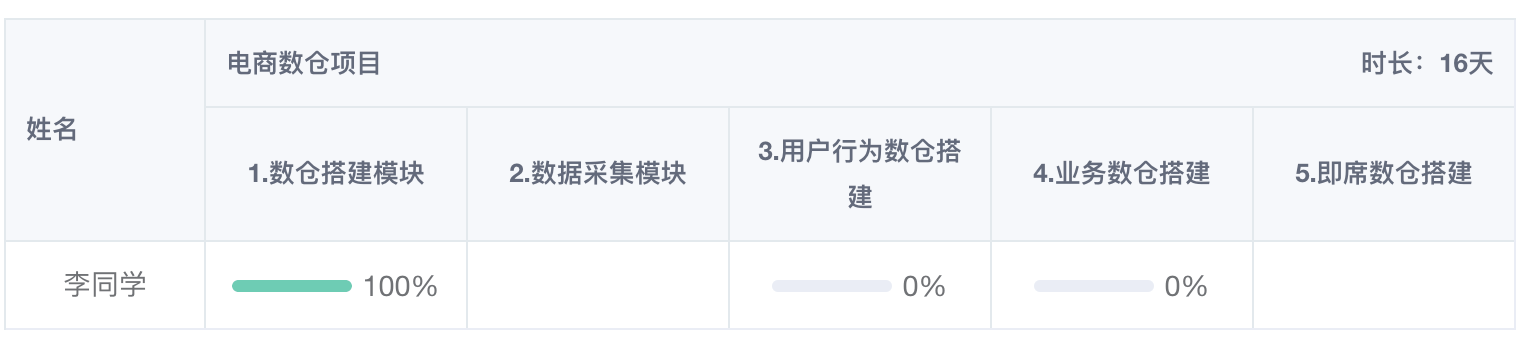 姓名
电商数仓项目
时长：16天
1.数仓搭建模块
2.数据采集模块
3.用户行为数仓搭
建
4.业务数仓搭建
5.即席数仓搭建
李同学
100%
0%
0%